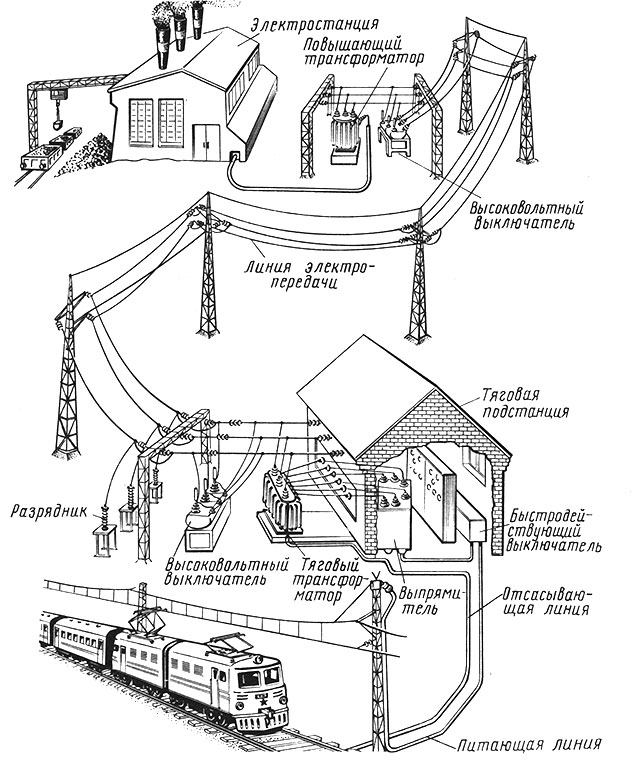 Электростанция
Повышающий
трансформатор
Высоковольтный
выключатель
Линия электро-
передачи
Тяговая
подстанция
Разрядник
Высоковольтный
выключатель
Тяговый
трансфор-
матор
Выпрями-
тель
Быстродей-
ствующий
выключатель
Отсасываю-
щая линия
Питающая линия